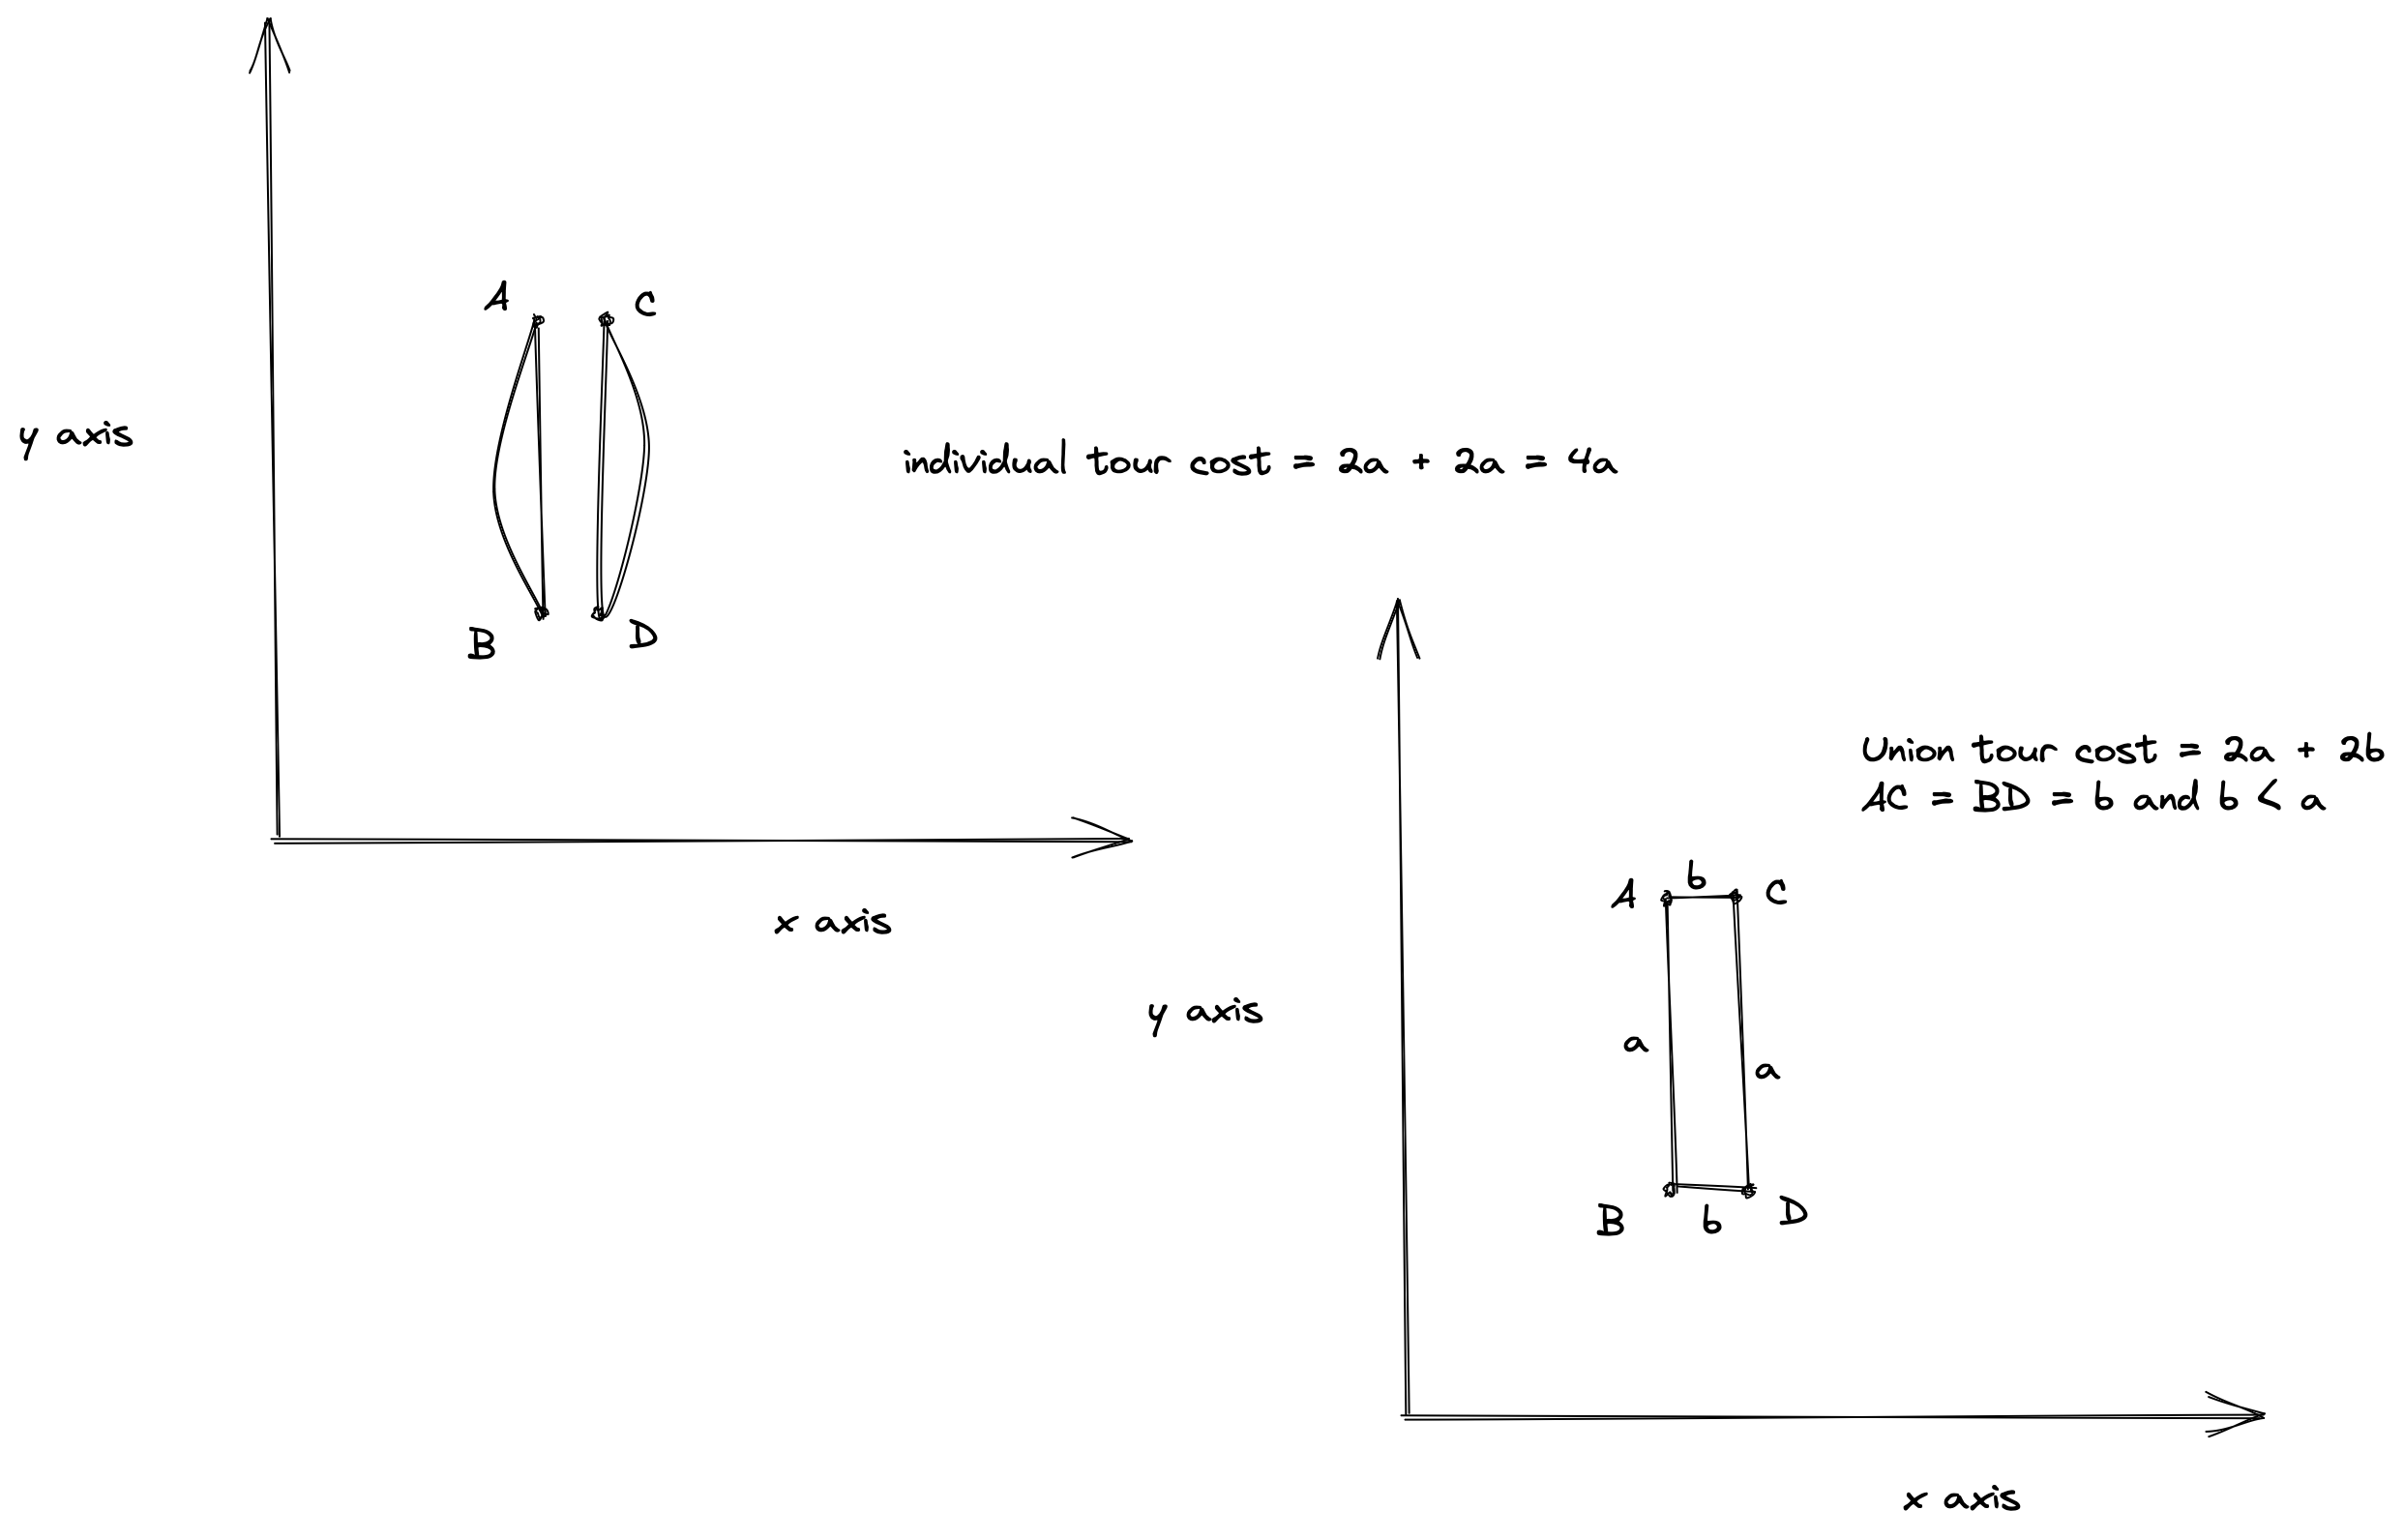 A
C
y axis
individual tour cost = 2a + 2a = 4a
B
D
x axis
Union tour cost = 2a + 2b
AC = BD = b and b < a
A
b
C
y axis
a
a
B
b
D
x axis